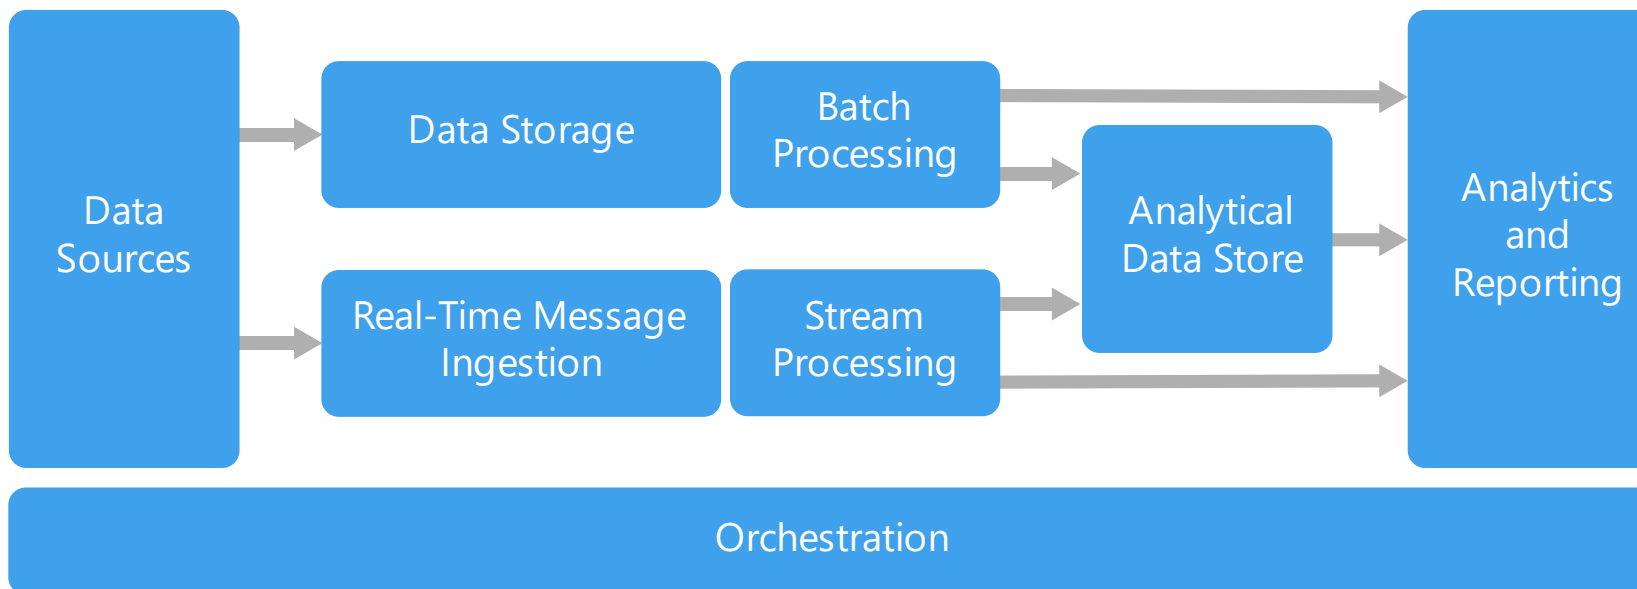 Data
Sources
Data Storage
Batch
Processing
Real-Time Message
Ingestion
Stream
Processing
Analytical
Data Store
Analytics
and
Reporting
Orchestration